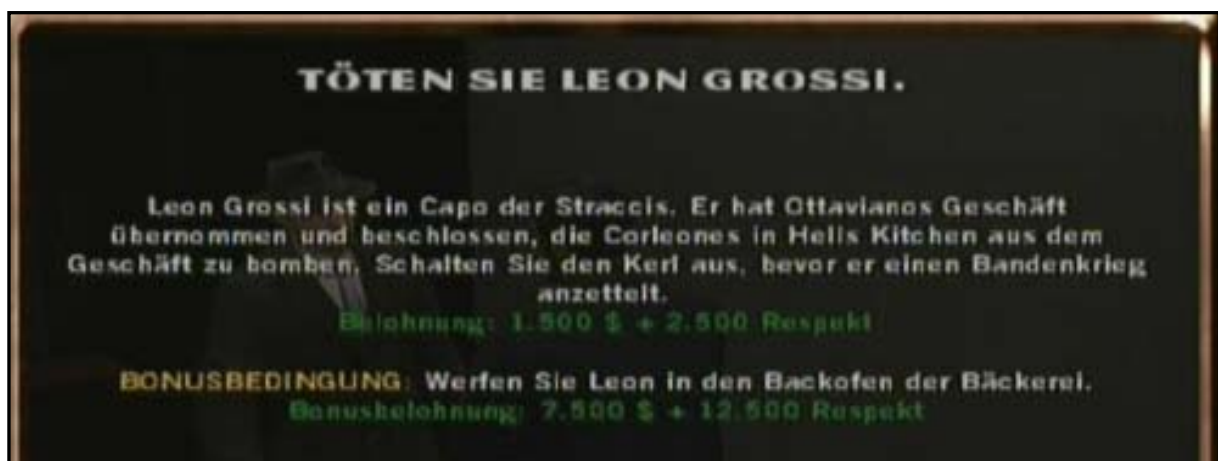 TÖTEN SIE LEON GROSSI.
Leon Grossi ist ein Capo der Straccis. Er hat Ottavianos Geschäft
übernommen und beschlossen, die Corleones in Hells Kitchen aus dem
Geschäft zu bomben. Schalten Sie den Kerl aus, bevor er einen Bandenkrieg
anzettelt.
Belohnung: 1.500 $ + 2.500 Respekt
BONUSBEDINGUNG: Werfen Sie Leon in den Backofen der Bäckerei.
Bonusbelohnung: 7.500 $ + 12.500 Respekt